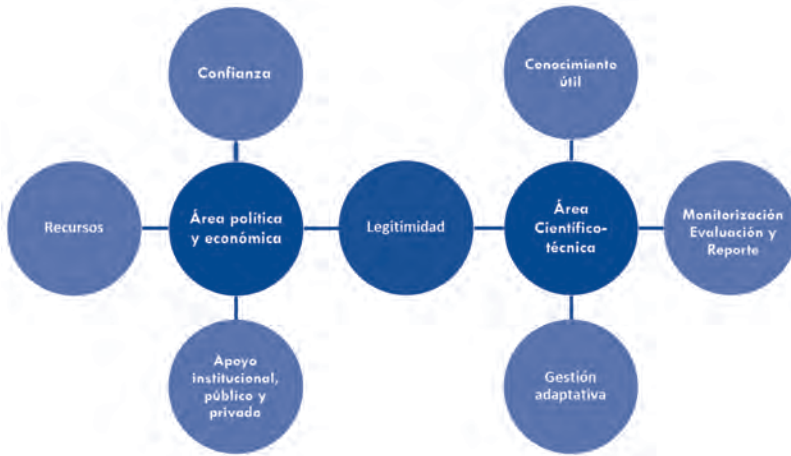 Confianza
Conocimiento
útil
Recursos
Área política
y económica
Legitimidad
Área
Científico-
técnica
Monitorización
Evaluación y
Reporte
Apoyo
institucional,
público y
privado
Gestión
adaptativa